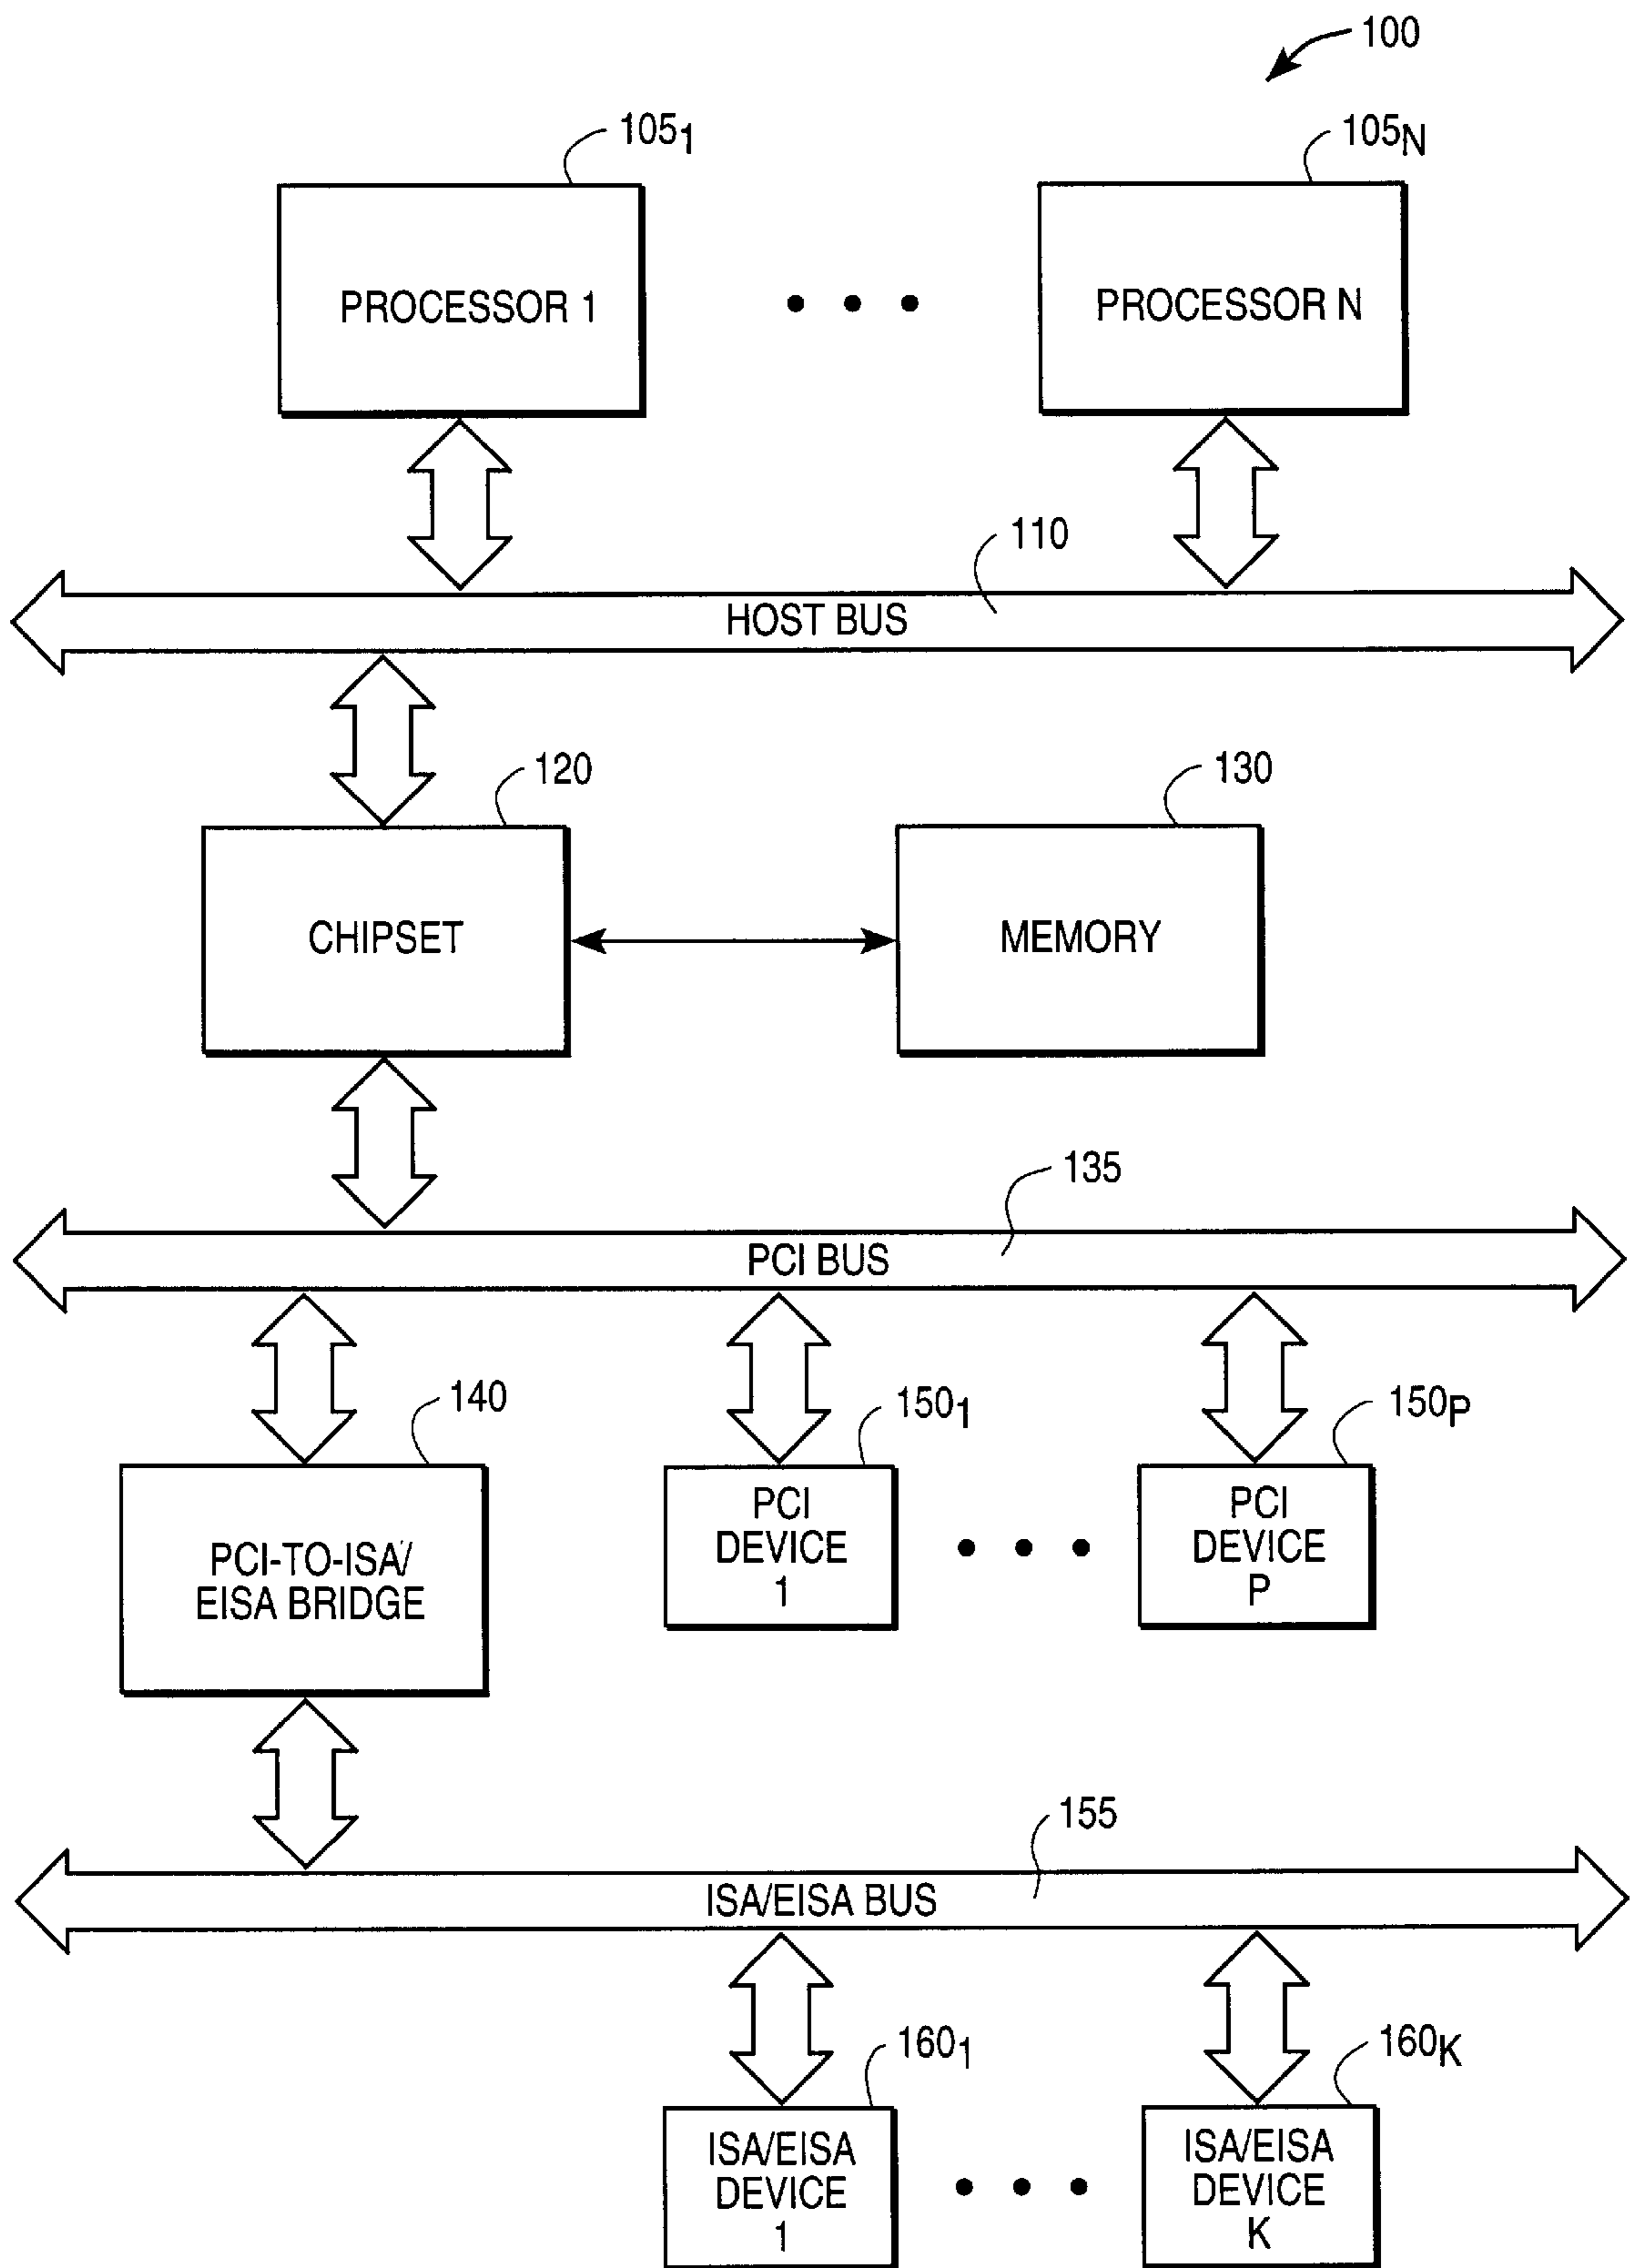 100
105₁
105N
PROCESSOR 1
PROCESSOR N
110
HOST BUS
120
130
CHIPSET
MEMORY
135
PCI BUS
140
150₁
150P
PCI-TO-ISA/
EISA BRIDGE
PCI
DEVICE
1
PCI
DEVICE
P
155
ISA/EISA BUS
160₁
160K
ISA/EISA
DEVICE
1
ISA/EISA
DEVICE
K